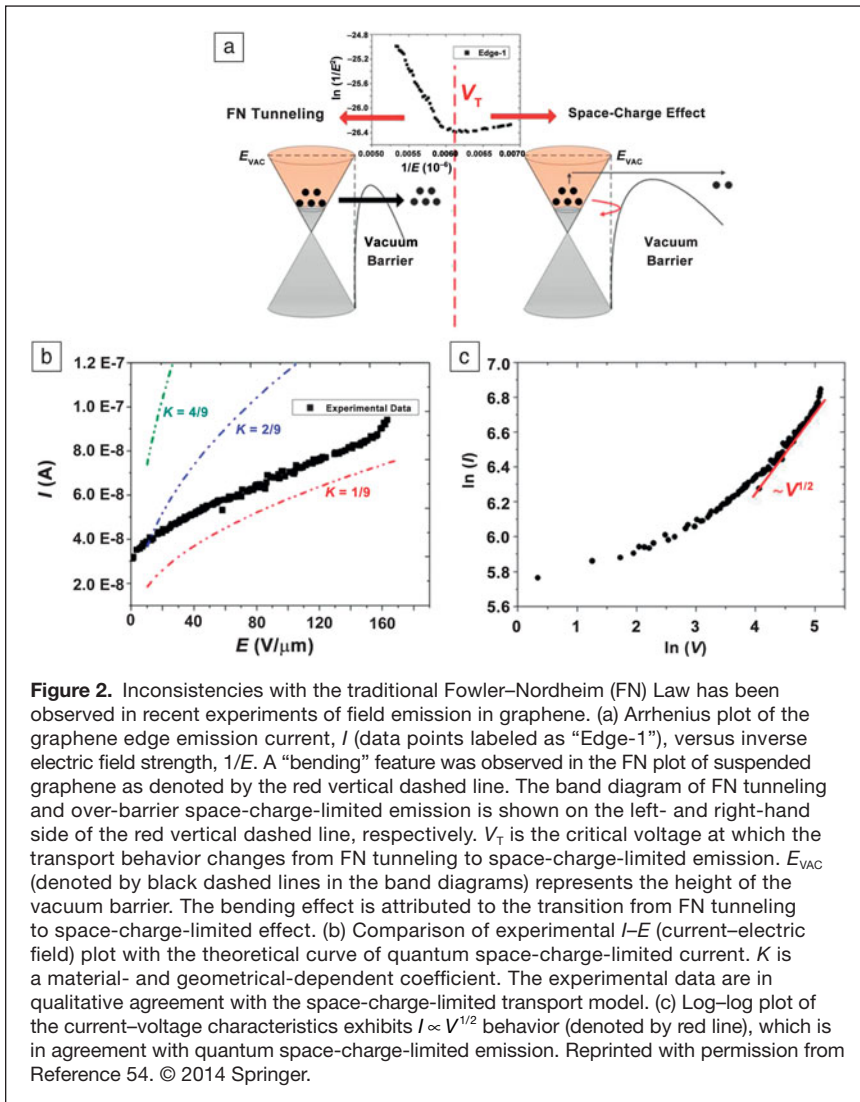 a
-24.8
-25.2
-25.6
-26.0
-26.4
ln (1/E²)
Edge-1
V_T
FN Tunneling
Space-Charge Effect
0.0050
0.0055
0.0060
0.0065
0.0070
1/E (10⁻⁶)
E_VAC
E_VAC
Vacuum
Barrier
Vacuum
Barrier
b
1.2 E-7
1.0 E-7
8.0 E-8
6.0 E-8
4.0 E-8
2.0 E-8
I (A)
K = 4/9
K = 2/9
K = 1/9
Experimental Data
0 40 80 120 160
E (V/μm)
c
7.0
6.8
6.6
6.4
6.2
6.0
5.8
5.6
ln (I)
~V^1/2
0 1 2 3 4 5
ln (V)
Figure 2. Inconsistencies with the traditional Fowler–Nordheim (FN) Law has been
observed in recent experiments of field emission in graphene. (a) Arrhenius plot of the
graphene edge emission current, I (data points labeled as “Edge-1”), versus inverse
electric field strength, 1/E. A “bending” feature was observed in the FN plot of suspended
graphene as denoted by the red vertical dashed line. The band diagram of FN tunneling
and over-barrier space-charge-limited emission is shown on the left- and right-hand
side of the red vertical dashed line, respectively. V_T is the critical voltage at which the
transport behavior changes from FN tunneling to space-charge-limited emission. E_VAC
(denoted by black dashed lines in the band diagrams) represents the height of the
vacuum barrier. The bending effect is attributed to the transition from FN tunneling
to space-charge-limited effect. (b) Comparison of experimental I–E (current–electric
field) plot with the theoretical curve of quantum space-charge-limited current. K is
a material- and geometrical-dependent coefficient. The experimental data are in
qualitative agreement with the space-charge-limited transport model. (c) Log–log plot of
the current–voltage characteristics exhibits I ∝ V^1/2 behavior (denoted by red line), which is
in agreement with quantum space-charge-limited emission. Reprinted with permission from
Reference 54. © 2014 Springer.